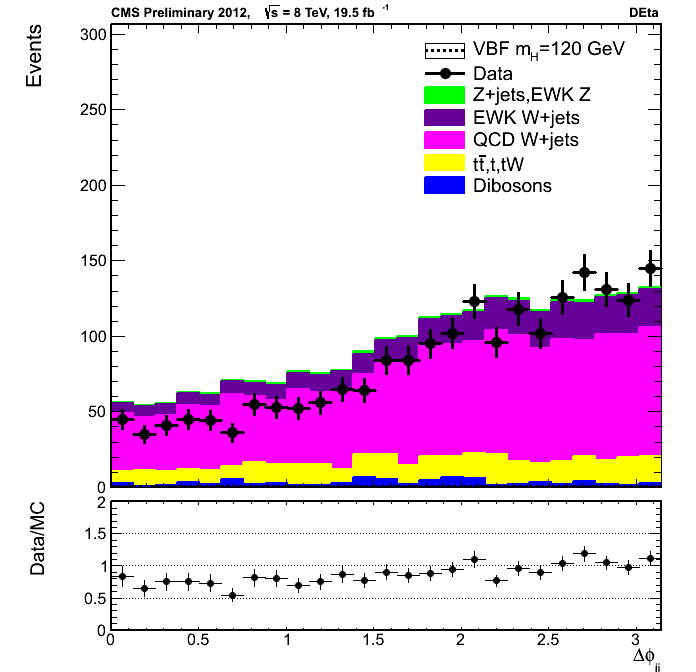 CMS Preliminary 2012, √s = 8 TeV, 19.5 fb⁻¹ DEta
Events
300
250
200
150
100
50
0
VBF m_H=120 GeV
Data
Z+jets,EWK Z
EWK W+jets
QCD W+jets
tt̄,t,tW
Dibosons
Data/MC
2
1.5
1
0.5
0
0 0.5 1 1.5 2 2.5 3
Δϕ_jj